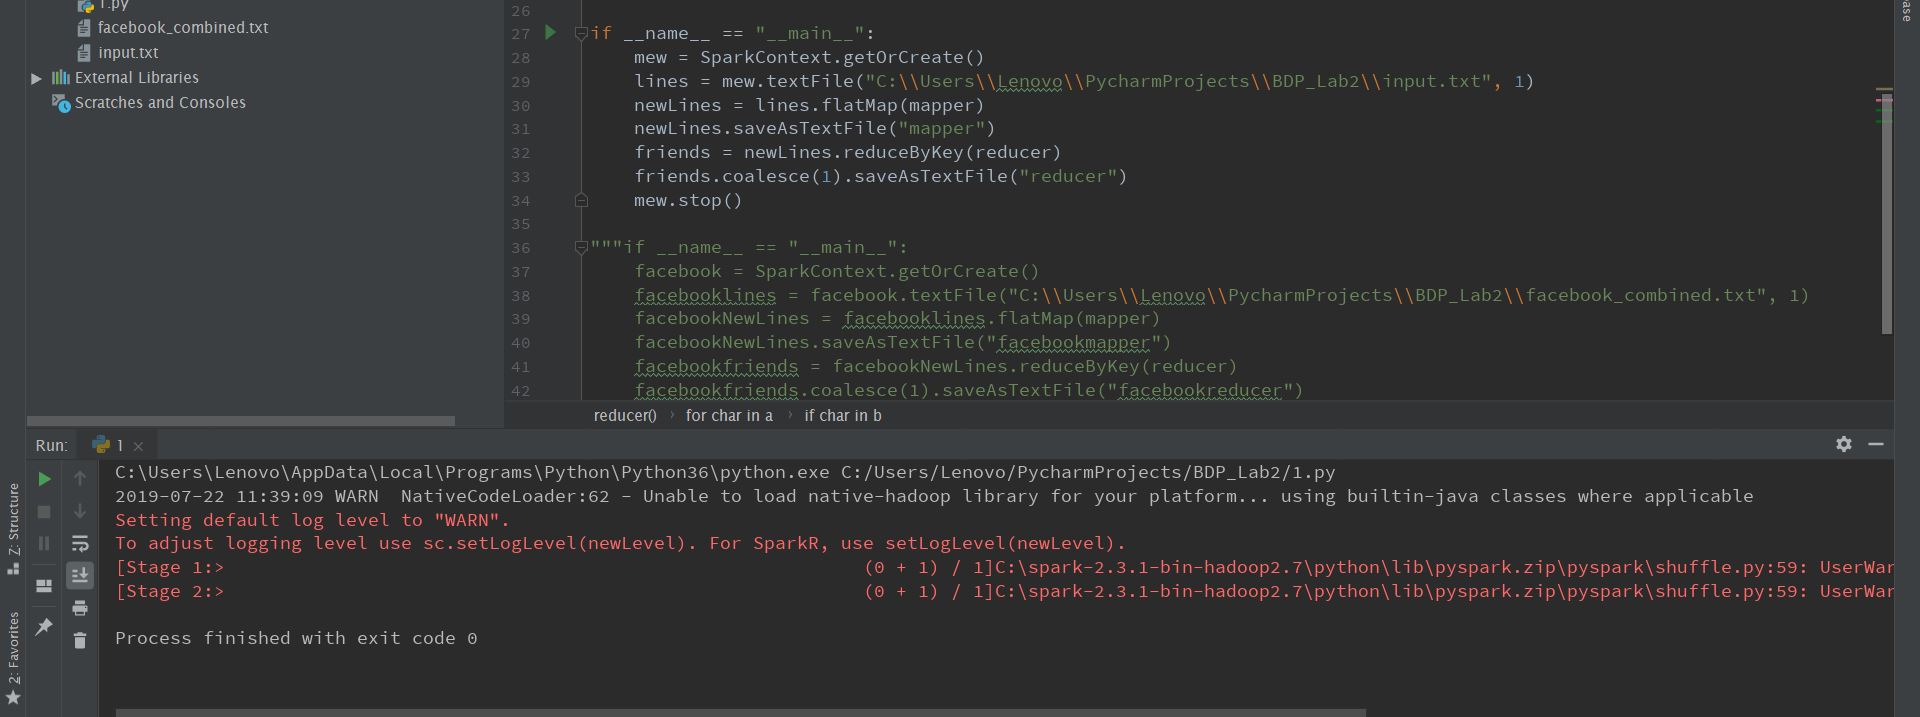 1.py
facebook_combined.txt
input.txt
External Libraries
Scratches and Consoles
26
27 if __name__ == "__main__":
28 mew = SparkContext.getOrCreate()
29 lines = mew.textFile("C:\\Users\\Lenovo\\PycharmProjects\\BDP_Lab2\\input.txt", 1)
30 newLines = lines.flatMap(mapper)
31 newLines.saveAsTextFile("mapper")
32 friends = newLines.reduceByKey(reducer)
33 friends.coalesce(1).saveAsTextFile("reducer")
34 mew.stop()
35
36 """if __name__ == "__main__":
37 facebook = SparkContext.getOrCreate()
38 facebooklines = facebook.textFile("C:\\Users\\Lenovo\\PycharmProjects\\BDP_Lab2\\facebook_combined.txt", 1)
39 facebookNewLines = facebooklines.flatMap(mapper)
40 facebookNewLines.saveAsTextFile("facebookmapper")
41 facebookfriends = facebookNewLines.reduceByKey(reducer)
42 facebookfriends.coalesce(1).saveAsTextFile("facebookreducer")
reducer() › for char in a › if char in b
Run: 1 ×
C:\Users\Lenovo\AppData\Local\Programs\Python\Python36\python.exe C:/Users/Lenovo/PycharmProjects/BDP_Lab2/1.py
2019-07-22 11:39:09 WARN  NativeCodeLoader:62 - Unable to load native-hadoop library for your platform... using builtin-java classes where applicable
Setting default log level to "WARN".
To adjust logging level use sc.setLogLevel(newLevel). For SparkR, use setLogLevel(newLevel).
[Stage 1:> (0 + 1) / 1]C:\spark-2.3.1-bin-hadoop2.7\python\lib\pyspark.zip\pyspark\shuffle.py:59: UserWar
[Stage 2:> (0 + 1) / 1]C:\spark-2.3.1-bin-hadoop2.7\python\lib\pyspark.zip\pyspark\shuffle.py:59: UserWar
Process finished with exit code 0
Z: Structure
2: Favorites